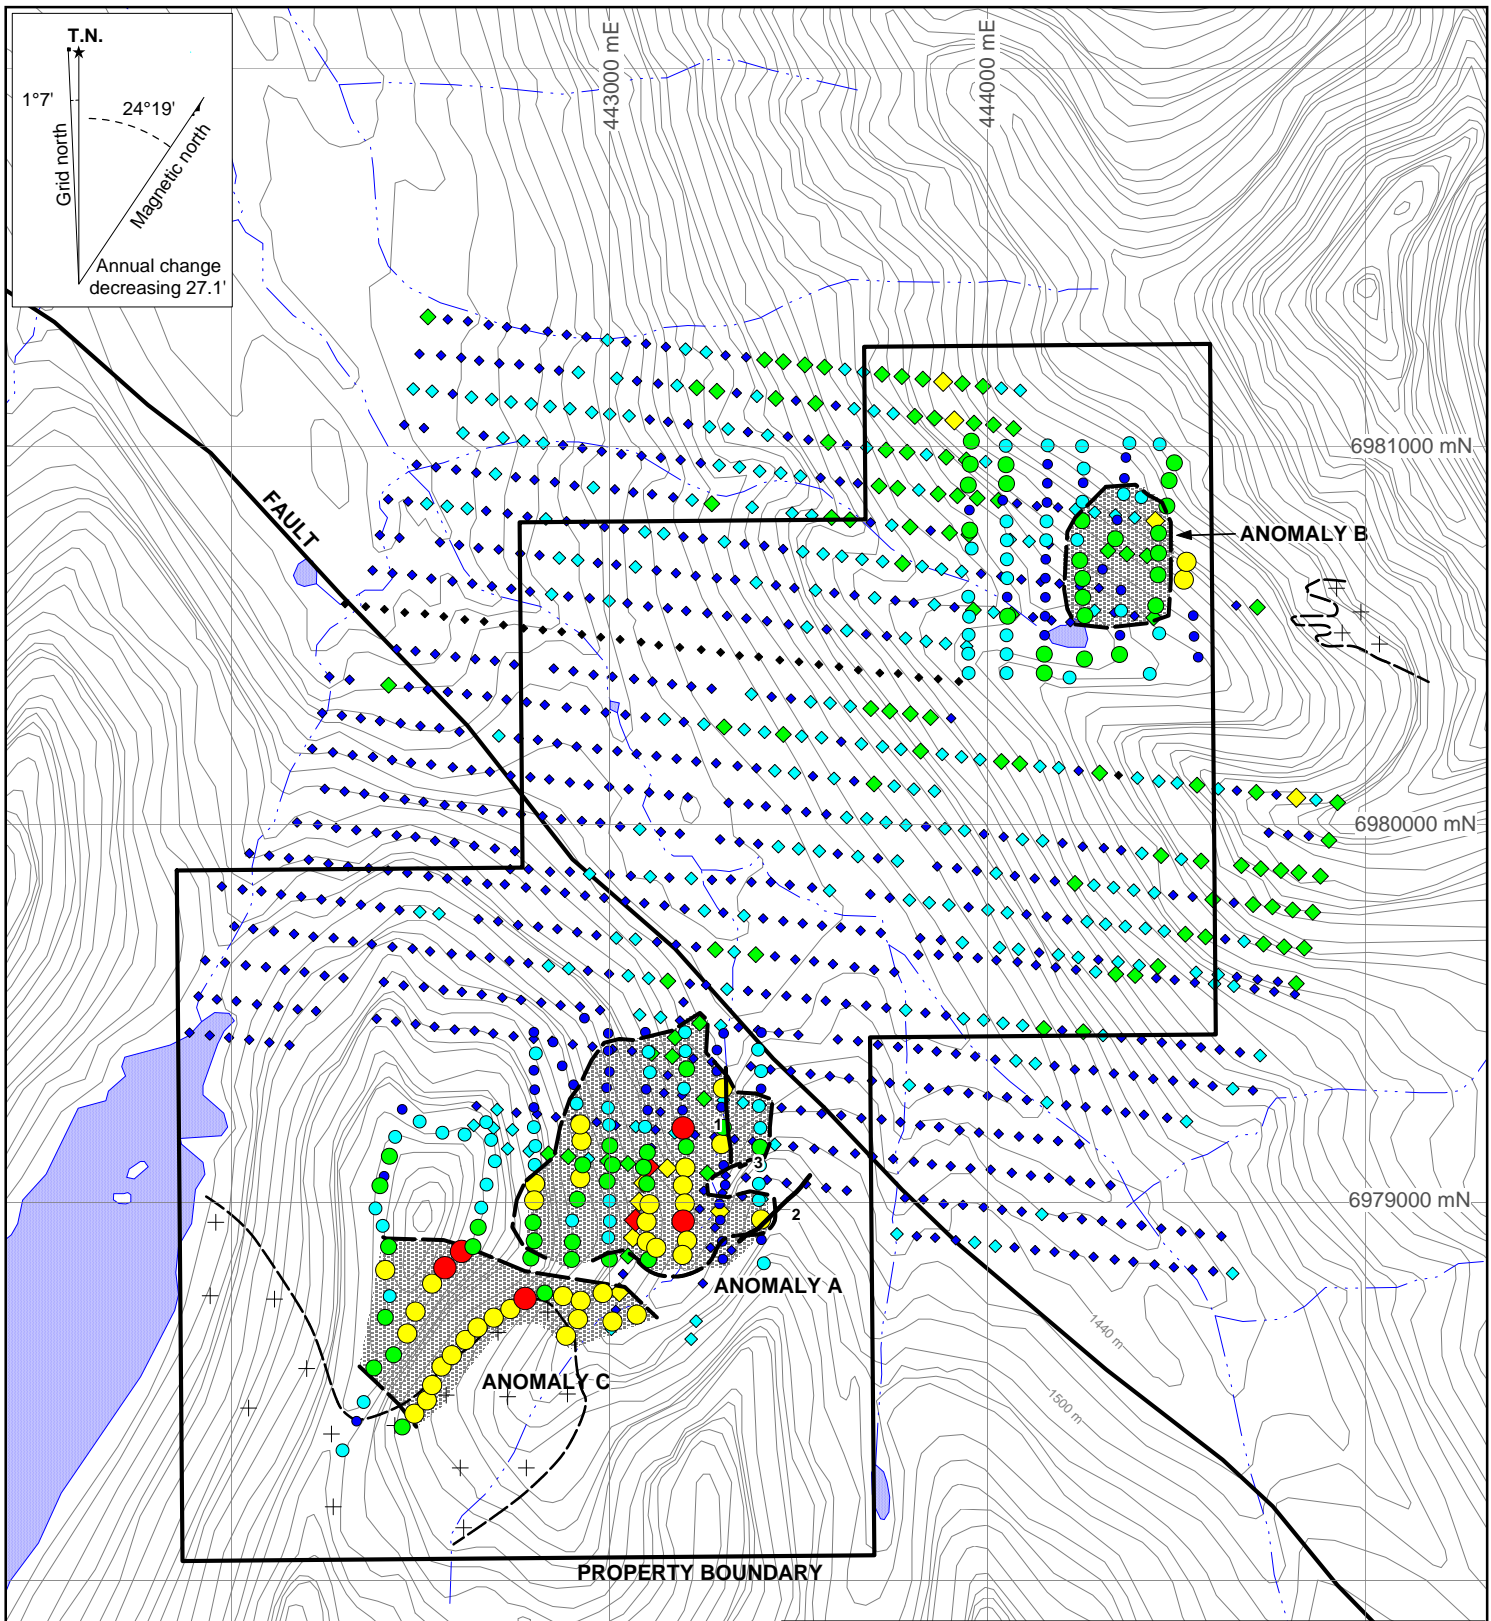 T.N.
1°7'
24°19'
Grid north
Magnetic north
Annual change
decreasing 27.1'
443000 mE
444000 mE
6981000 mN
FAULT
ANOMALY B
6980000 mN
1
3
6979000 mN
2
ANOMALY A
1440 m
ANOMALY C
1500 m
PROPERTY BOUNDARY